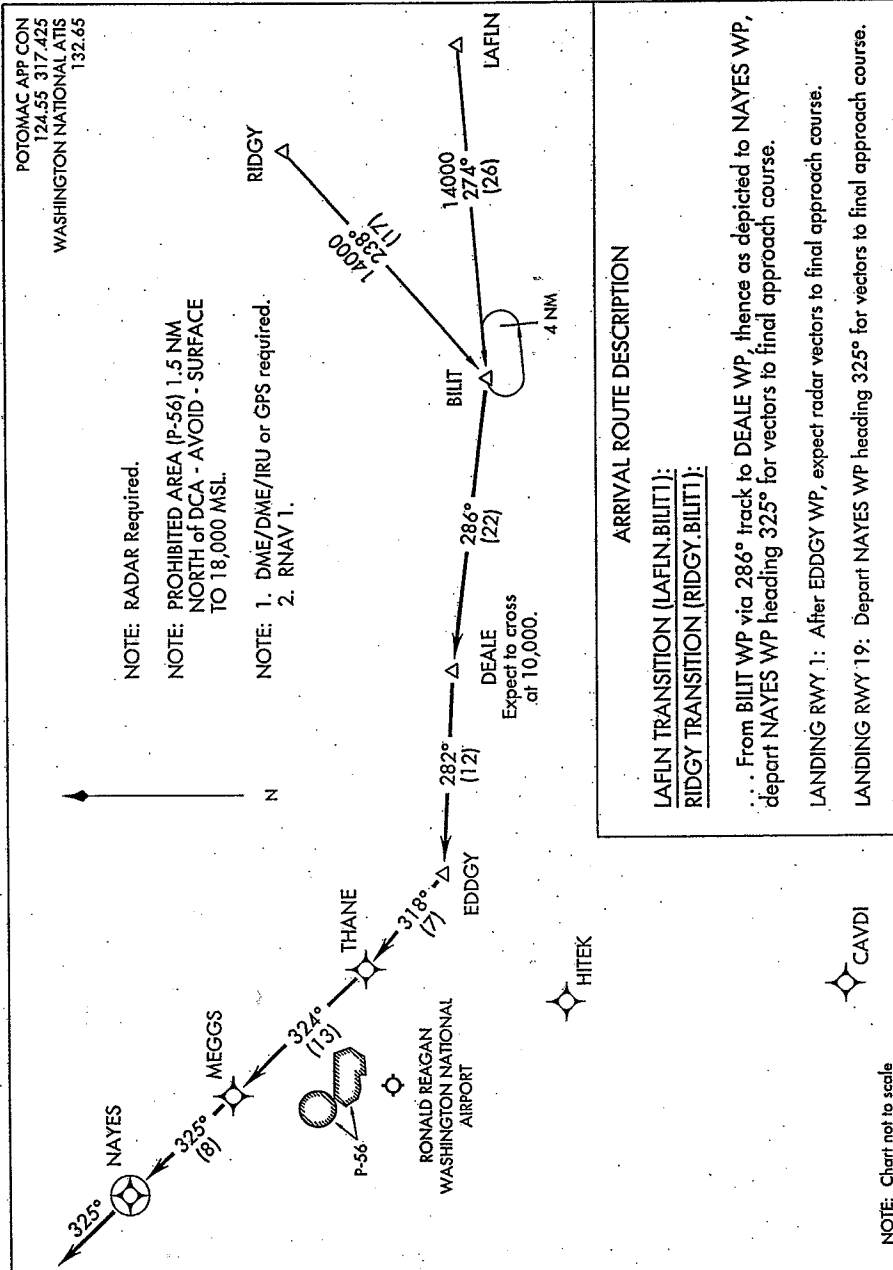 POTOMAC APP CON
124.55 317.425
WASHINGTON NATIONAL ATIS
132.65
NOTE: RADAR Required.
NOTE: PROHIBITED AREA (P-56) 1.5 NM
NORTH of DCA - AVOID - SURFACE
TO 18,000 MSL.
NOTE: 1. DME/DME/IRU or GPS required.
2. RNAV 1.
N
NAYES
325°
325°
(8)
MEGGS
324°
(13)
THANE
318°
(7)
EDDGY
282°
(12)
DEALE
Expect to cross
at 10,000.
286°
(22)
BILIT
4 NM
RIDGY
14000
238°
(17)
LAFLN
14000
274°
(26)
P-56
RONALD REAGAN
WASHINGTON NATIONAL
AIRPORT
HITEK
CAVDI
NOTE: Chart not to scale
ARRIVAL ROUTE DESCRIPTION
LAFLN TRANSITION (LAFLN.BILIT1):
RIDGY TRANSITION (RIDGY.BILIT1):
. . . From BILIT WP via 286° track to DEALE WP, thence as depicted to NAYES WP,
depart NAYES WP heading 325° for vectors to final approach course.
LANDING RWY 1: After EDDGY WP, expect radar vectors to final approach course.
LANDING RWY 19: Depart NAYES WP heading 325° for vectors to final approach course.